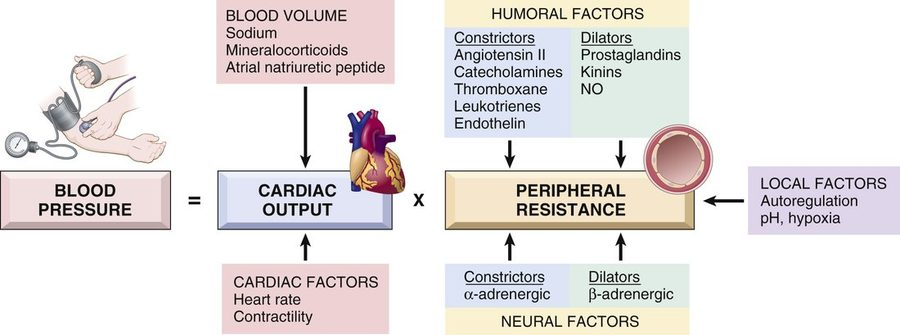 BLOOD VOLUME
Sodium
Mineralocorticoids
Atrial natriuretic peptide
HUMORAL FACTORS
Constrictors
Angiotensin II
Catecholamines
Thromboxane
Leukotrienes
Endothelin
Dilators
Prostaglandins
Kinins
NO
BLOOD
PRESSURE
=
CARDIAC
OUTPUT
x
PERIPHERAL
RESISTANCE
LOCAL FACTORS
Autoregulation
pH, hypoxia
CARDIAC FACTORS
Heart rate
Contractility
Constrictors
α-adrenergic
Dilators
β-adrenergic
NEURAL FACTORS